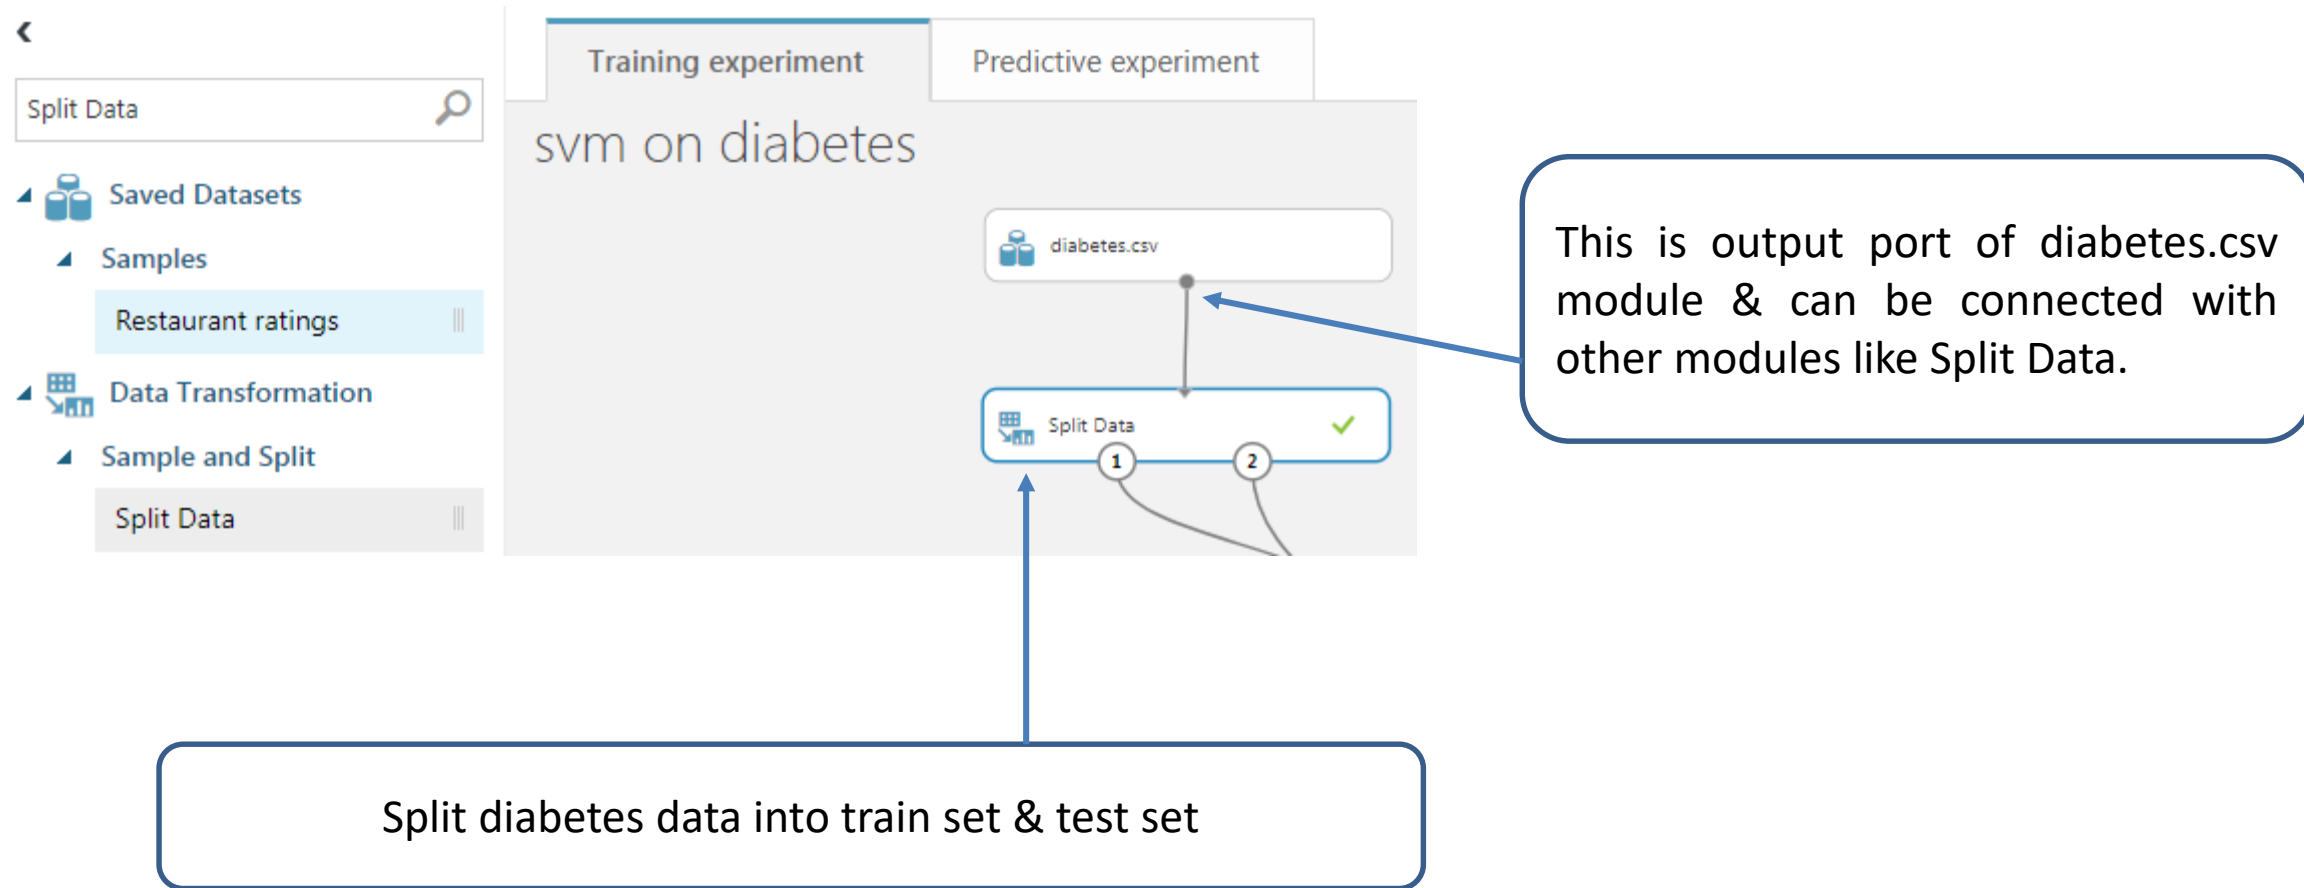 Split Data
Saved Datasets
Samples
Restaurant ratings
Data Transformation
Sample and Split
Split Data
Training experiment
Predictive experiment
svm on diabetes
diabetes.csv
Split Data
1
2
This is output port of diabetes.csv
module & can be connected with
other modules like Split Data.
Split diabetes data into train set & test set